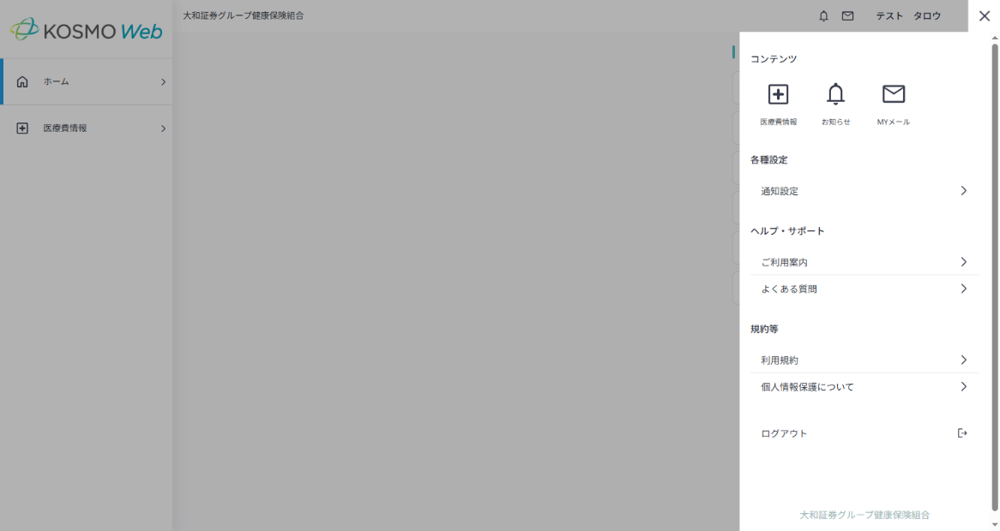 KOSMO Web
大和証券グループ健康保険組合
テスト タロウ
ホーム
医療費情報
コンテンツ
医療費情報
お知らせ
MYメール
各種設定
通知設定
ヘルプ・サポート
ご利用案内
よくある質問
規約等
利用規約
個人情報保護について
ログアウト
大和証券グループ健康保険組合